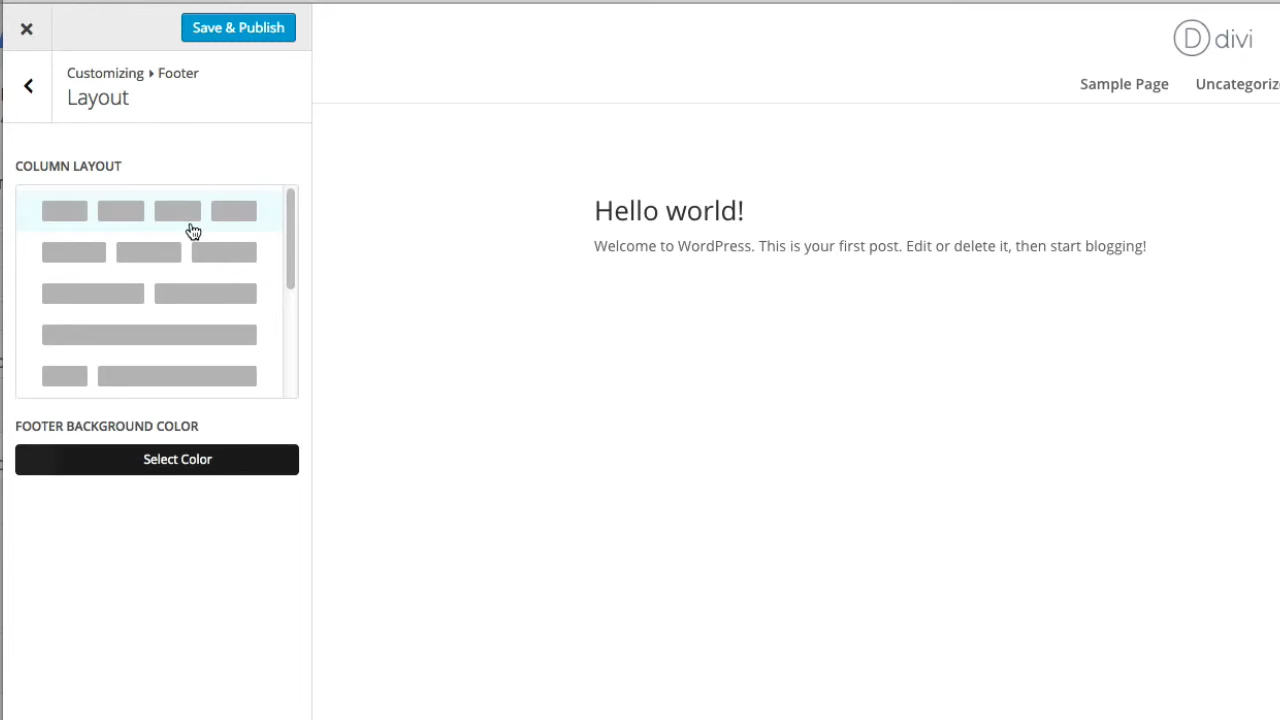 Save & Publish
Customizing ▸ Footer
Layout
COLUMN LAYOUT
FOOTER BACKGROUND COLOR
Select Color
D divi
Sample Page Uncategoriz
Hello world!
Welcome to WordPress. This is your first post. Edit or delete it, then start blogging!